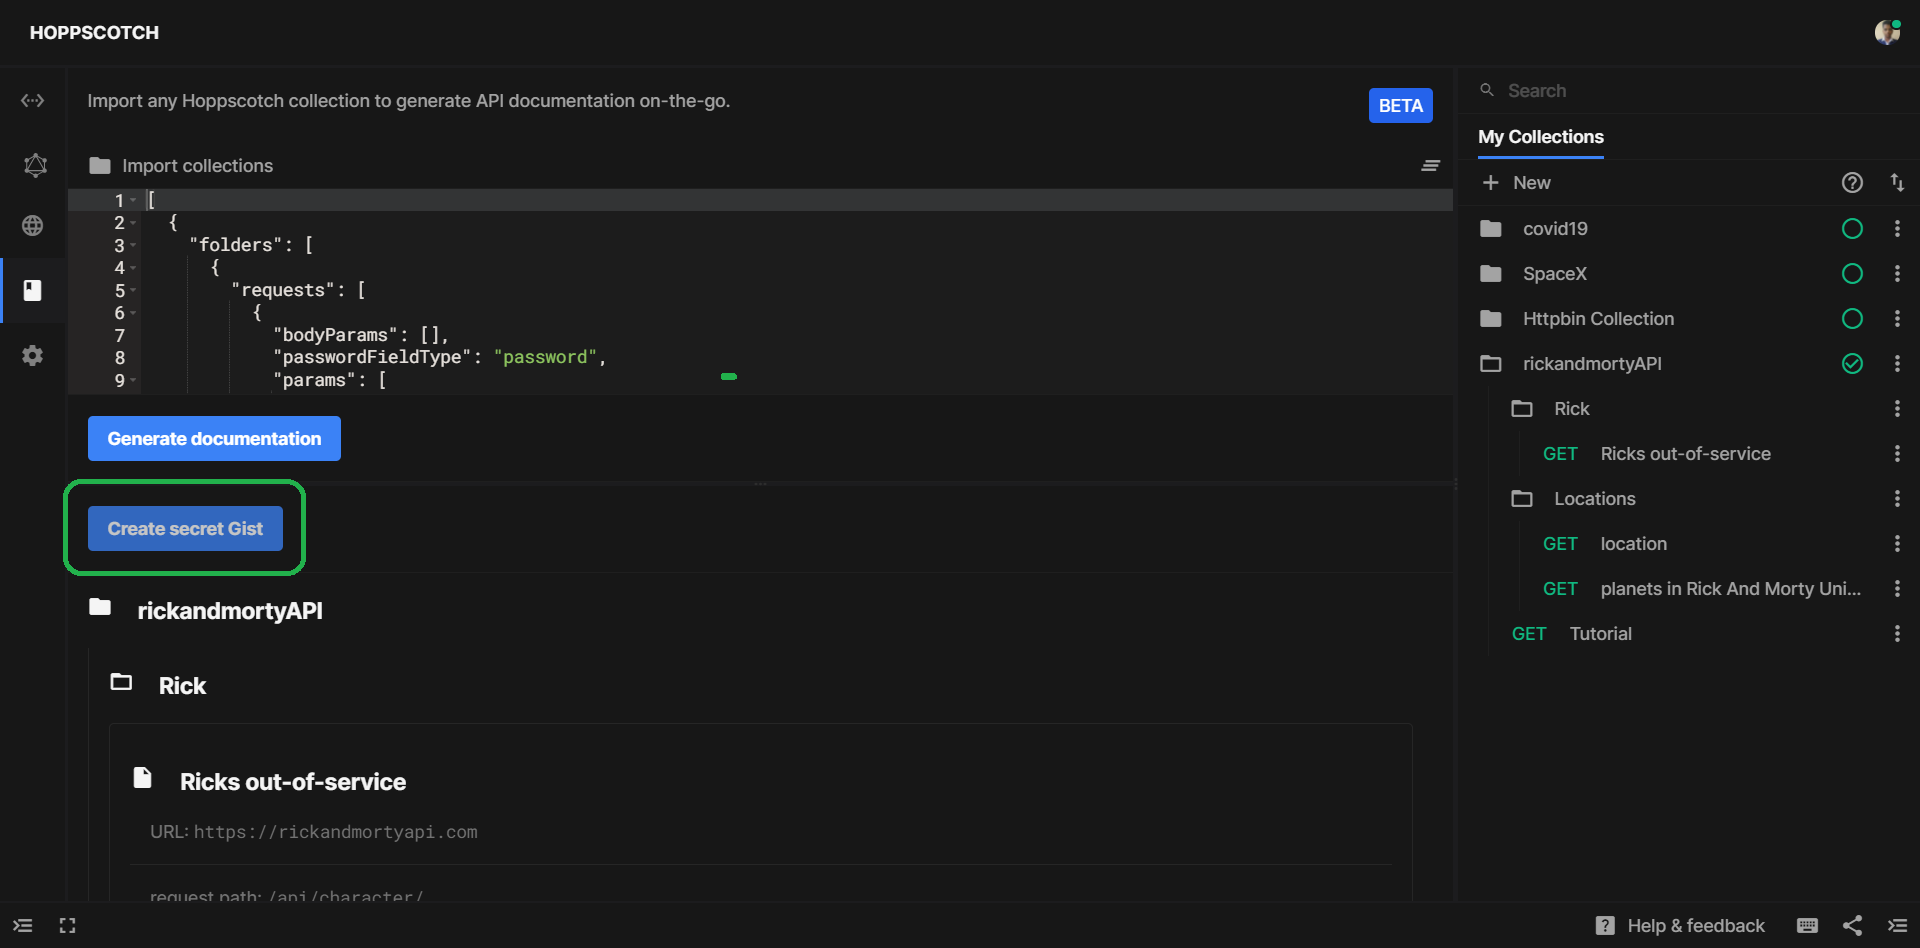 HOPPSCOTCH
Import any Hoppscotch collection to generate API documentation on-the-go.
BETA
Import collections
1 [
2 {
3 "folders": [
4 {
5 "requests": [
6 {
7 "bodyParams": [],
8 "passwordFieldType": "password",
9 "params": [
Generate documentation
Create secret Gist
rickandmortyAPI
Rick
Ricks out-of-service
URL: https://rickandmortyapi.com
request path: /api/character/
Search
My Collections
New
covid19
SpaceX
Httpbin Collection
rickandmortyAPI
Rick
GET Ricks out-of-service
Locations
GET location
GET planets in Rick And Morty Uni...
GET Tutorial
Help & feedback